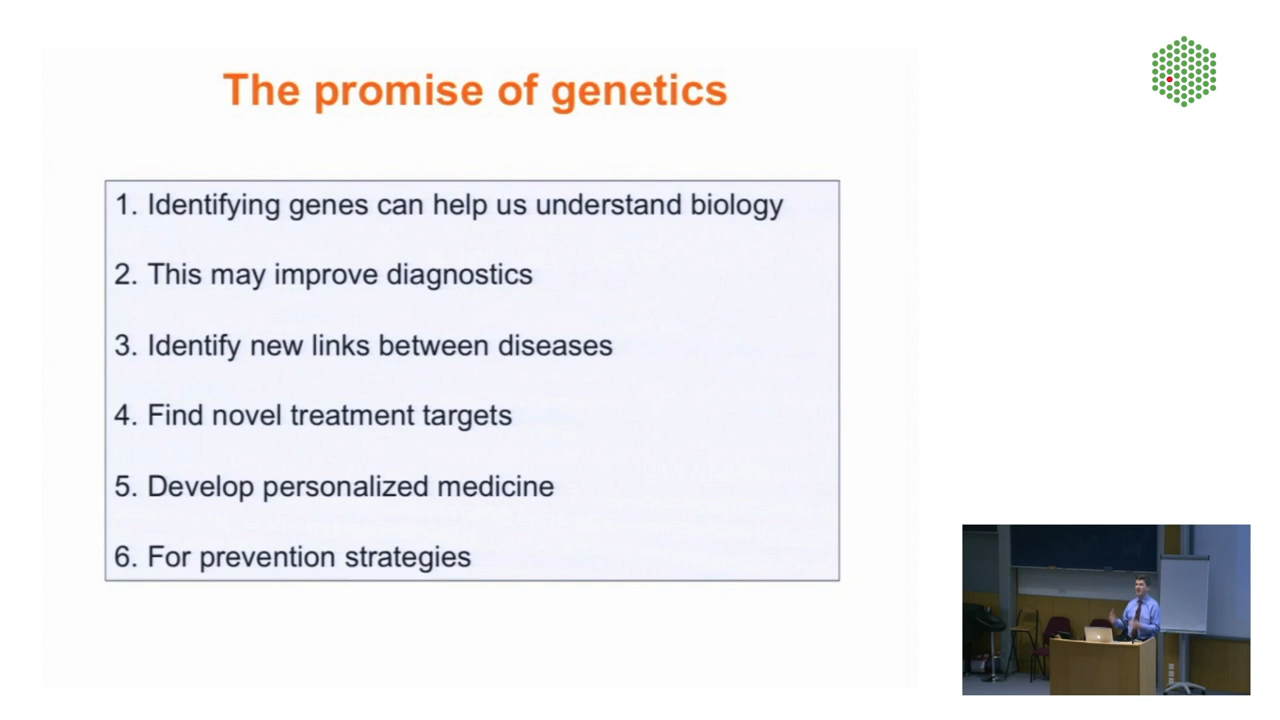 The promise of genetics
1. Identifying genes can help us understand biology
2. This may improve diagnostics
3. Identify new links between diseases
4. Find novel treatment targets
5. Develop personalized medicine
6. For prevention strategies